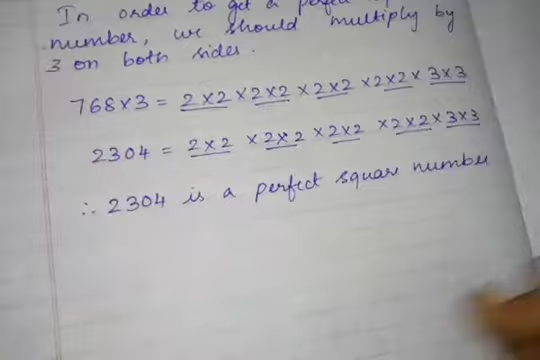 In order to get a perfect
number, we should multiply by
3 on both sides.
768×3 = 2×2 × 2×2 × 2×2 × 2×2 × 3×3
2304 = 2×2 × 2×2 × 2×2 × 2×2 × 3×3
∴ 2304 is a perfect square number